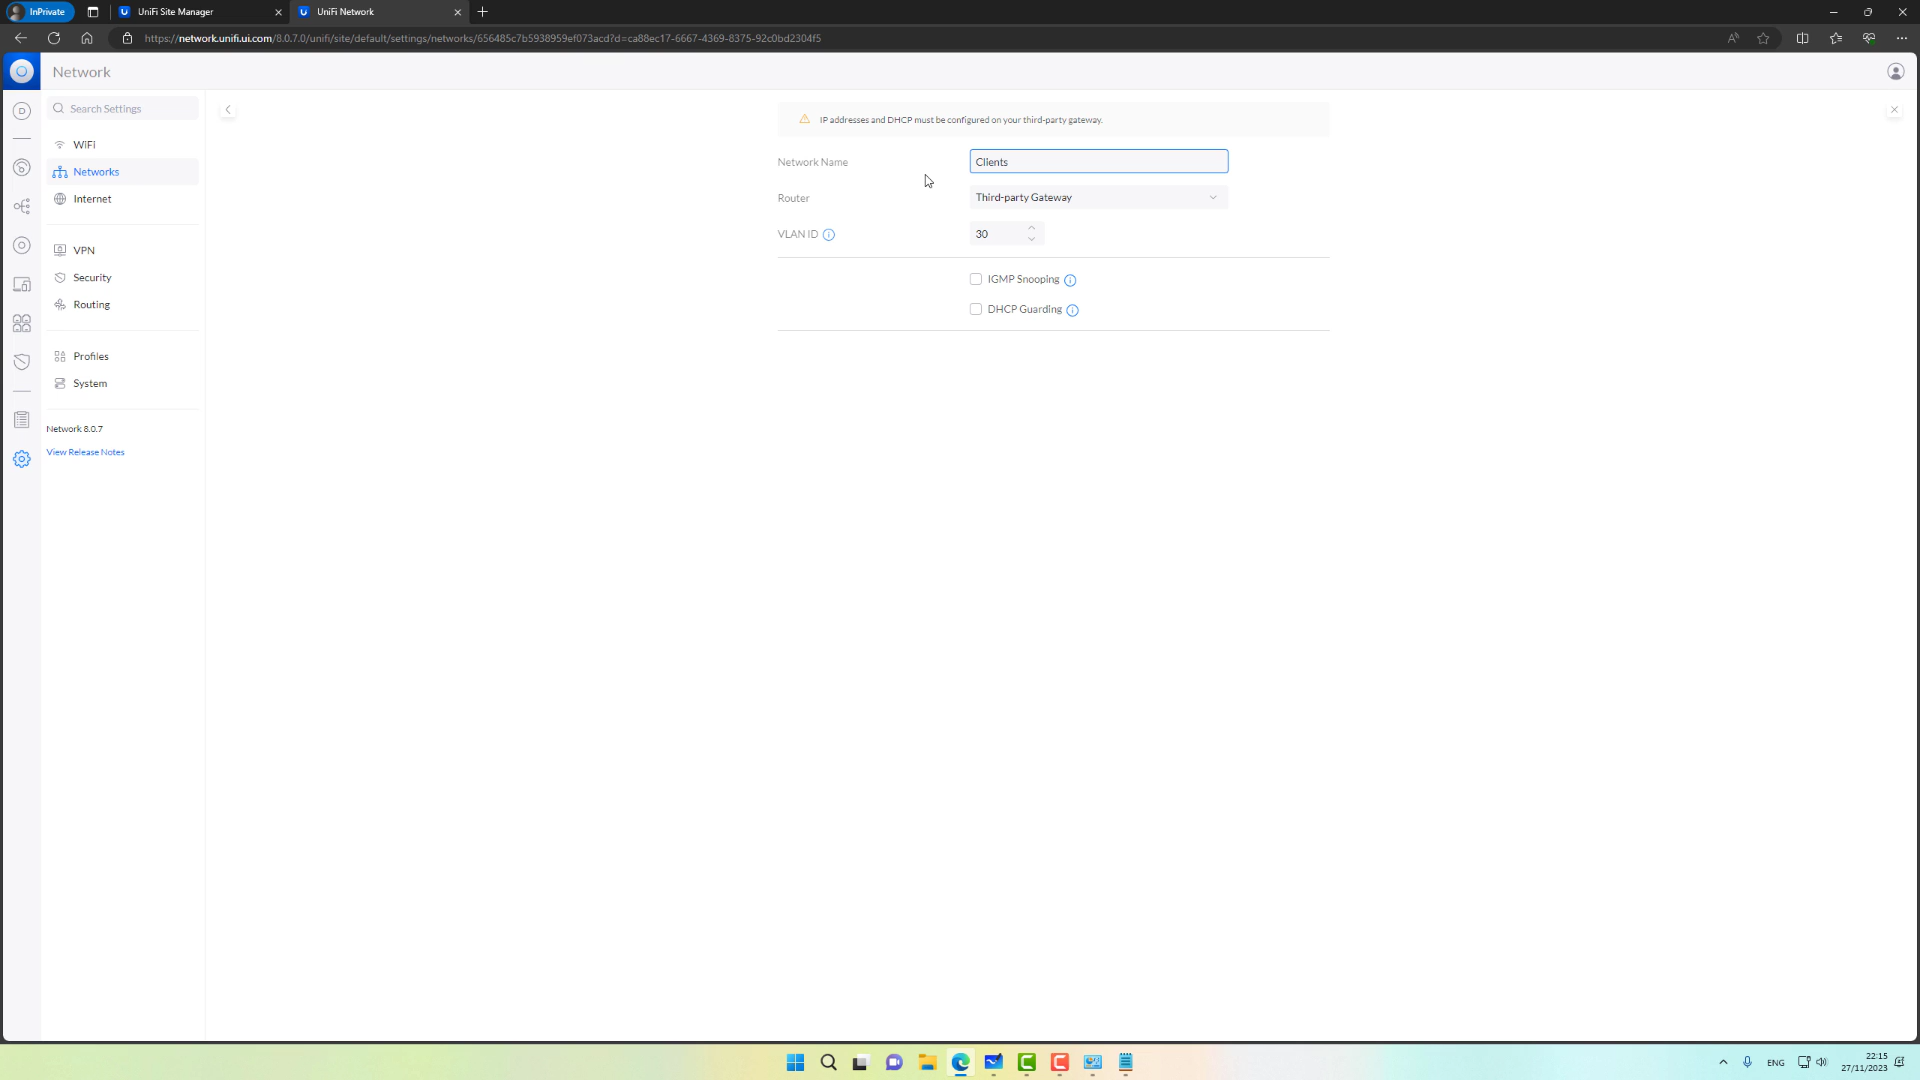 InPrivate
UniFi Site Manager
UniFi Network
https://network.unifi.ui.com/8.0.7.0/unifi/site/default/settings/networks/656485c7b5938959ef073acd?d=ca88ec17-6667-4369-8375-92c0bd2304f5
Network
Search Settings
WiFi
Networks
Internet
VPN
Security
Routing
Profiles
System
Network 8.0.7
View Release Notes
IP addresses and DHCP must be configured on your third-party gateway.
Network Name
Clients
Router
Third-party Gateway
VLAN ID
30
IGMP Snooping
DHCP Guarding
ENG
22:15
27/11/2023